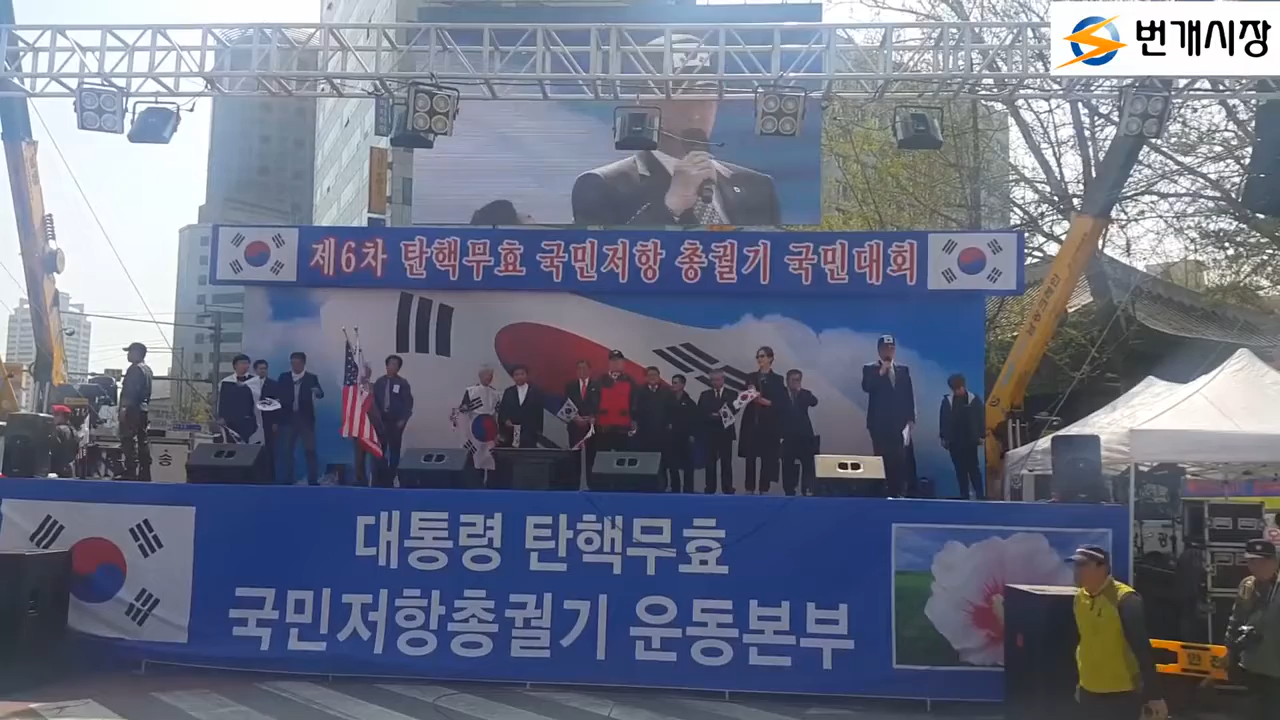 번개시장
제6차 탄핵무효 국민저항 총궐기 국민대회
대통령 탄핵무효
국민저항총궐기 운동본부